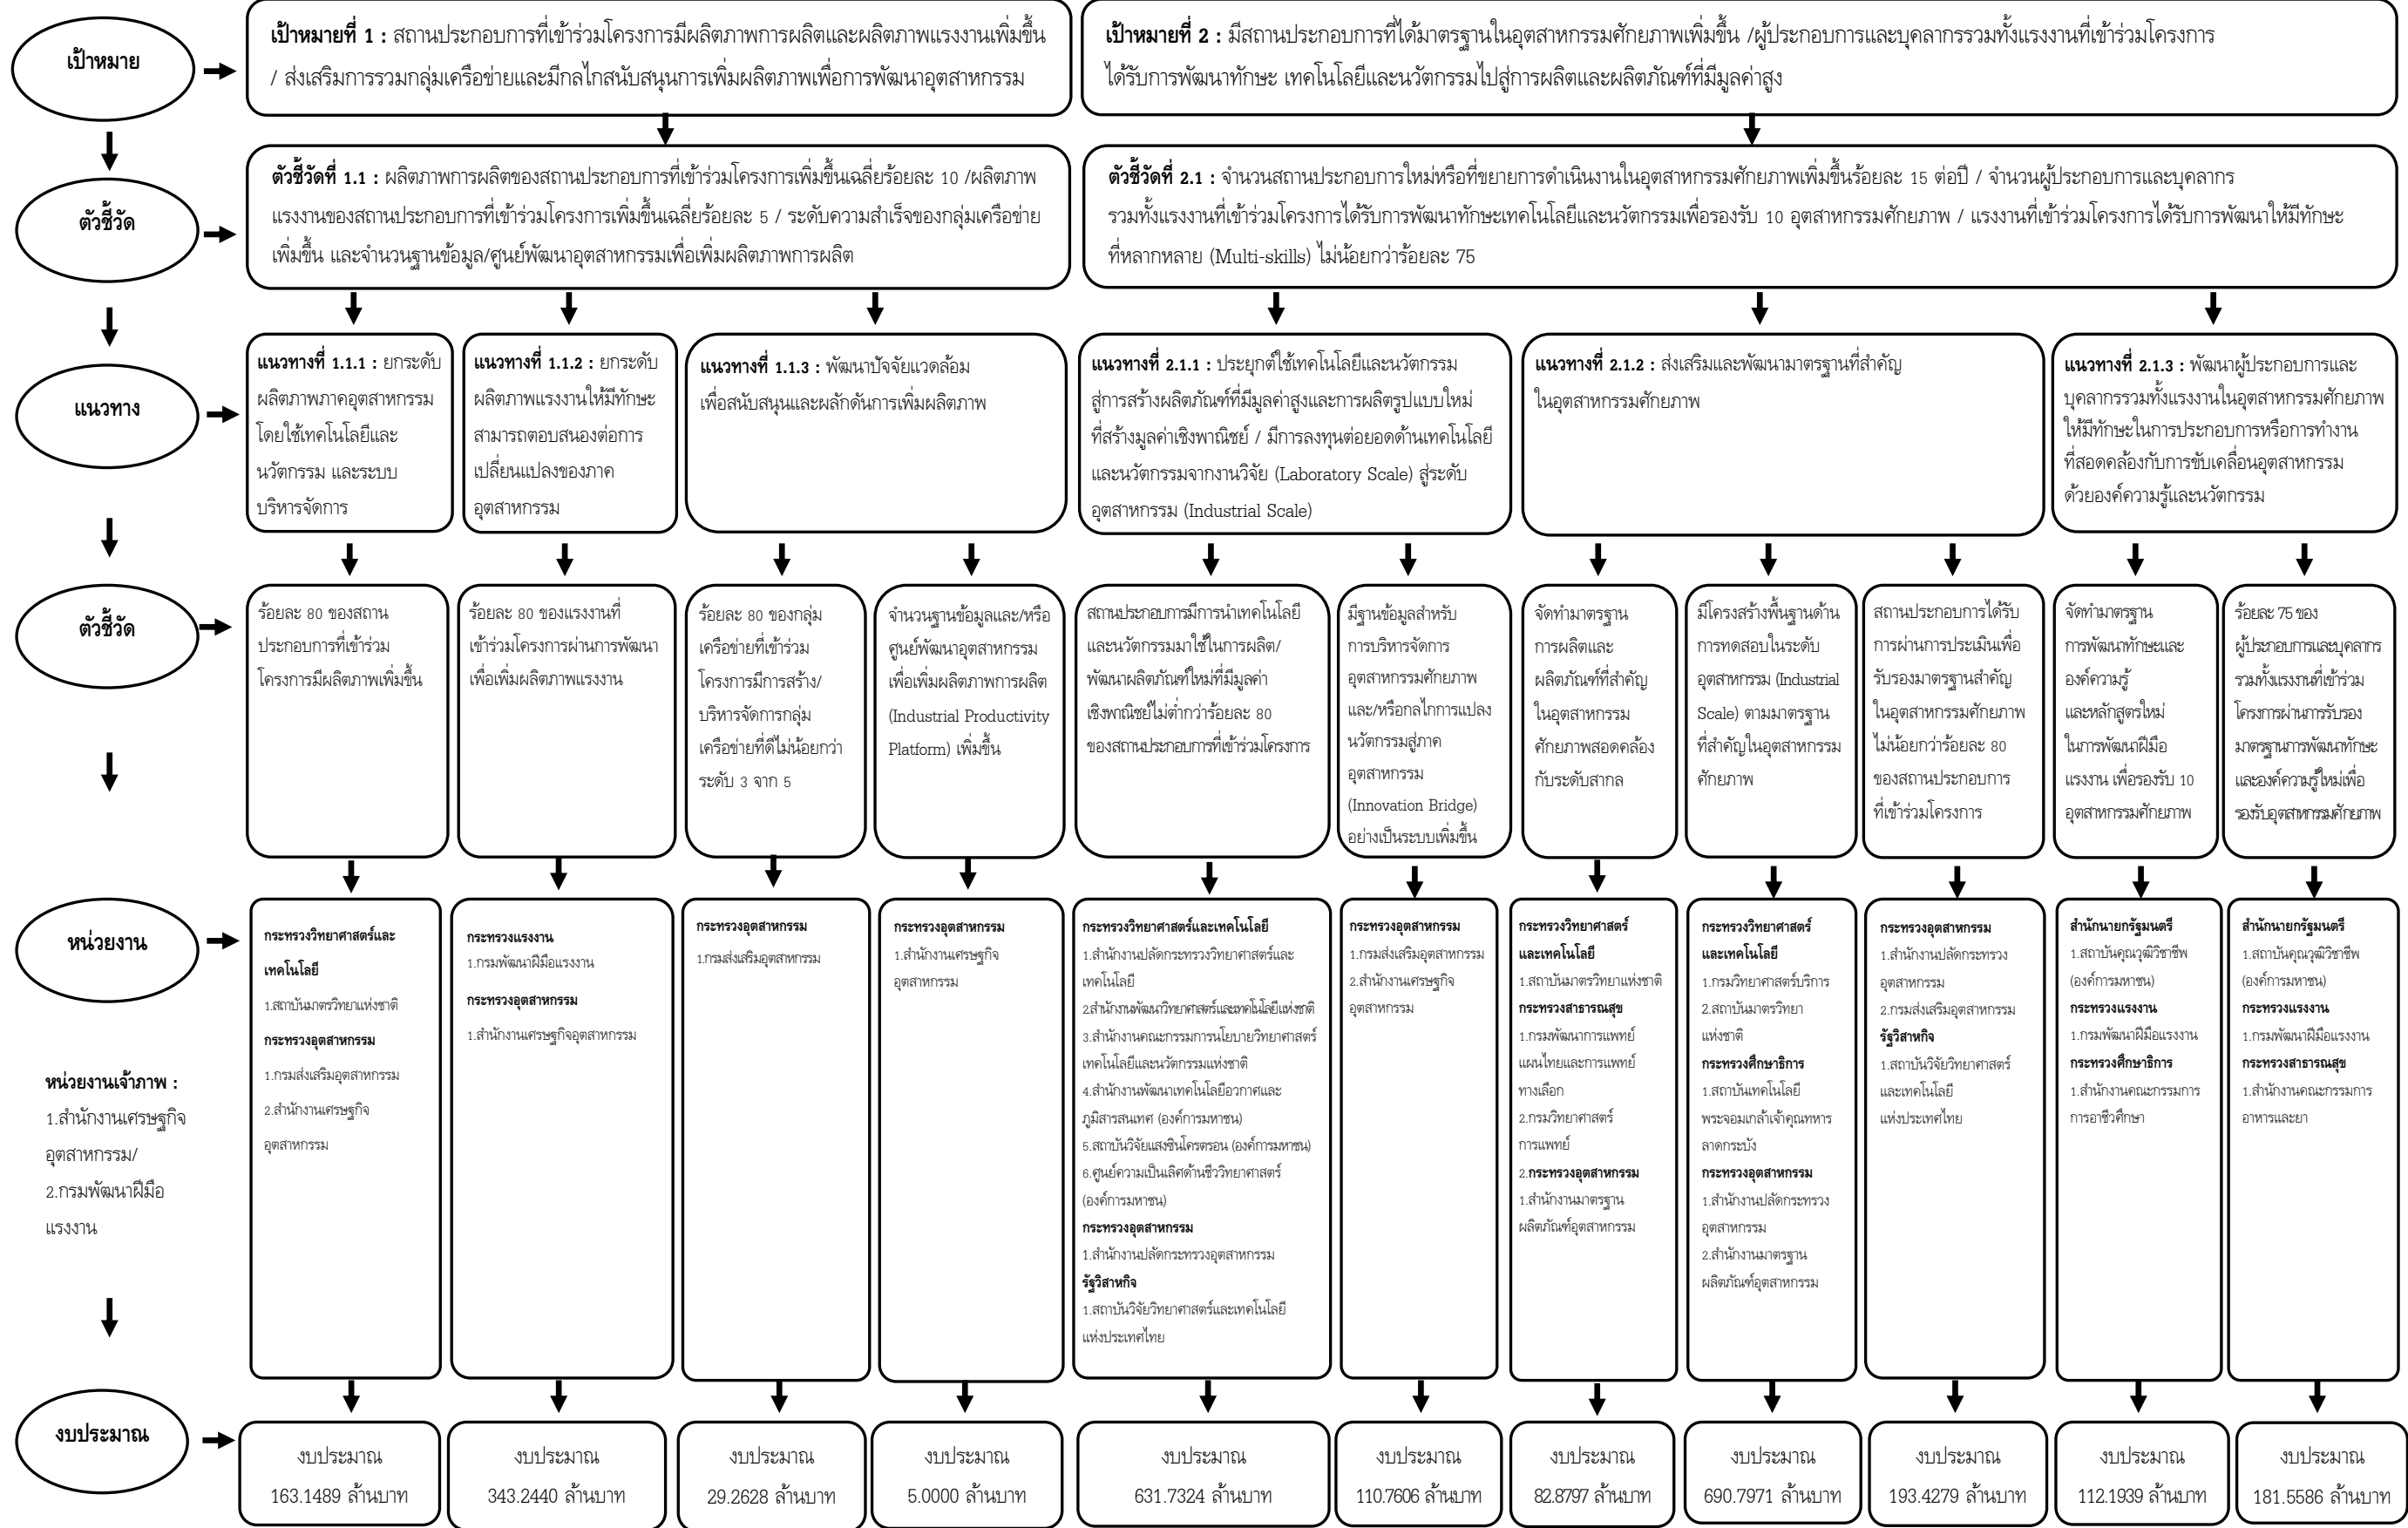 เป้าหมาย
เป้าหมายที่ 1 : สถานประกอบการที่เข้าร่วมโครงการมีผลิตภาพการผลิตและผลิตภาพแรงงานเพิ่มขึ้น
/ ส่งเสริมการรวมกลุ่มเครือข่ายและมีกลไกสนับสนุนการเพิ่มผลิตภาพเพื่อการพัฒนาอุตสาหกรรม
เป้าหมายที่ 2 : มีสถานประกอบการที่ได้มาตรฐานในอุตสาหกรรมศักยภาพเพิ่มขึ้น /ผู้ประกอบการและบุคลากรรวมทั้งแรงงานที่เข้าร่วมโครงการ
ได้รับการพัฒนาทักษะ เทคโนโลยีและนวัตกรรมไปสู่การผลิตและผลิตภัณฑ์ที่มีมูลค่าสูง
ตัวชี้วัด
ตัวชี้วัดที่ 1.1 : ผลิตภาพการผลิตของสถานประกอบการที่เข้าร่วมโครงการเพิ่มขึ้นเฉลี่ยร้อยละ 10 /ผลิตภาพ
แรงงานของสถานประกอบการที่เข้าร่วมโครงการเพิ่มขึ้นเฉลี่ยร้อยละ 5 / ระดับความสำเร็จของกลุ่มเครือข่าย
เพิ่มขึ้น และจำนวนฐานข้อมูล/ศูนย์พัฒนาอุตสาหกรรมเพื่อเพิ่มผลิตภาพการผลิต
ตัวชี้วัดที่ 2.1 : จำนวนสถานประกอบการใหม่หรือที่ขยายการดำเนินงานในอุตสาหกรรมศักยภาพเพิ่มขึ้นร้อยละ 15 ต่อปี / จำนวนผู้ประกอบการและบุคลากร
รวมทั้งแรงงานที่เข้าร่วมโครงการได้รับการพัฒนาทักษะเทคโนโลยีและนวัตกรรมเพื่อรองรับ 10 อุตสาหกรรมศักยภาพ / แรงงานที่เข้าร่วมโครงการได้รับการพัฒนาให้มีทักษะ
ที่หลากหลาย (Multi-skills) ไม่น้อยกว่าร้อยละ 75
แนวทาง
แนวทางที่ 1.1.1 : ยกระดับ
ผลิตภาพภาคอุตสาหกรรม
โดยใช้เทคโนโลยีและ
นวัตกรรม และระบบ
บริหารจัดการ
แนวทางที่ 1.1.2 : ยกระดับ
ผลิตภาพแรงงานให้มีทักษะ
สามารถตอบสนองต่อการ
เปลี่ยนแปลงของภาค
อุตสาหกรรม
แนวทางที่ 1.1.3 : พัฒนาปัจจัยแวดล้อม
เพื่อสนับสนุนและผลักดันการเพิ่มผลิตภาพ
แนวทางที่ 2.1.1 : ประยุกต์ใช้เทคโนโลยีและนวัตกรรม
สู่การสร้างผลิตภัณฑ์ที่มีมูลค่าสูงและการผลิตรูปแบบใหม่
ที่สร้างมูลค่าเชิงพาณิชย์ / มีการลงทุนต่อยอดด้านเทคโนโลยี
และนวัตกรรมจากงานวิจัย (Laboratory Scale) สู่ระดับ
อุตสาหกรรม (Industrial Scale)
แนวทางที่ 2.1.2 : ส่งเสริมและพัฒนามาตรฐานที่สำคัญ
ในอุตสาหกรรมศักยภาพ
แนวทางที่ 2.1.3 : พัฒนาผู้ประกอบการและ
บุคลากรรวมทั้งแรงงานในอุตสาหกรรมศักยภาพ
ให้มีทักษะในการประกอบการหรือการทำงาน
ที่สอดคล้องกับการขับเคลื่อนอุตสาหกรรม
ด้วยองค์ความรู้และนวัตกรรม
ตัวชี้วัด
ร้อยละ 80 ของสถาน
ประกอบการที่เข้าร่วม
โครงการมีผลิตภาพเพิ่มขึ้น
ร้อยละ 80 ของแรงงานที่
เข้าร่วมโครงการผ่านการพัฒนา
เพื่อเพิ่มผลิตภาพแรงงาน
ร้อยละ 80 ของกลุ่ม
เครือข่ายที่เข้าร่วม
โครงการมีการสร้าง/
บริหารจัดการกลุ่ม
เครือข่ายที่ดีไม่น้อยกว่า
ระดับ 3 จาก 5
จำนวนฐานข้อมูลและ/หรือ
ศูนย์พัฒนาอุตสาหกรรม
เพื่อเพิ่มผลิตภาพการผลิต
(Industrial Productivity
Platform) เพิ่มขึ้น
สถานประกอบการมีการนำเทคโนโลยี
และนวัตกรรมมาใช้ในการผลิต/
พัฒนาผลิตภัณฑ์ใหม่ที่มีมูลค่า
เชิงพาณิชย์ไม่ต่ำกว่าร้อยละ 80
ของสถานประกอบการที่เข้าร่วมโครงการ
มีฐานข้อมูลสำหรับ
การบริหารจัดการ
อุตสาหกรรมศักยภาพ
และ/หรือกลไกการแปลง
นวัตกรรมสู่ภาค
อุตสาหกรรม
(Innovation Bridge)
อย่างเป็นระบบเพิ่มขึ้น
จัดทำมาตรฐาน
การผลิตและ
ผลิตภัณฑ์ที่สำคัญ
ในอุตสาหกรรม
ศักยภาพสอดคล้อง
กับระดับสากล
มีโครงสร้างพื้นฐานด้าน
การทดสอบในระดับ
อุตสาหกรรม (Industrial
Scale) ตามมาตรฐาน
ที่สำคัญในอุตสาหกรรม
ศักยภาพ
สถานประกอบการได้รับ
การผ่านการประเมินเพื่อ
รับรองมาตรฐานสำคัญ
ในอุตสาหกรรมศักยภาพ
ไม่น้อยกว่าร้อยละ 80
ของสถานประกอบการ
ที่เข้าร่วมโครงการ
จัดทำมาตรฐาน
การพัฒนาทักษะและ
องค์ความรู้
และหลักสูตรใหม่
ในการพัฒนาฝีมือ
แรงงาน เพื่อรองรับ 10
อุตสาหกรรมศักยภาพ
ร้อยละ 75 ของ
ผู้ประกอบการและบุคลากร
รวมทั้งแรงงานที่เข้าร่วม
โครงการผ่านการรับรอง
มาตรฐานการพัฒนาทักษะ
และองค์ความรู้ใหม่เพื่อ
รองรับอุตสาหกรรมศักยภาพ
หน่วยงาน
หน่วยงานเจ้าภาพ :
1.สำนักงานเศรษฐกิจ
อุตสาหกรรม/
2.กรมพัฒนาฝีมือ
แรงงาน
กระทรวงวิทยาศาสตร์และ
เทคโนโลยี
1.สถาบันมาตรวิทยาแห่งชาติ
กระทรวงอุตสาหกรรม
1.กรมส่งเสริมอุตสาหกรรม
2.สำนักงานเศรษฐกิจ
อุตสาหกรรม
กระทรวงแรงงาน
1.กรมพัฒนาฝีมือแรงงาน
กระทรวงอุตสาหกรรม
1.สำนักงานเศรษฐกิจอุตสาหกรรม
กระทรวงอุตสาหกรรม
1.กรมส่งเสริมอุตสาหกรรม
กระทรวงอุตสาหกรรม
1.สำนักงานเศรษฐกิจ
อุตสาหกรรม
กระทรวงวิทยาศาสตร์และเทคโนโลยี
1.สำนักงานปลัดกระทรวงวิทยาศาสตร์และ
เทคโนโลยี
2.สำนักงานพัฒนาวิทยาศาสตร์และเทคโนโลยีแห่งชาติ
3.สำนักงานคณะกรรมการนโยบายวิทยาศาสตร์
เทคโนโลยีและนวัตกรรมแห่งชาติ
4.สำนักงานพัฒนาเทคโนโลยีอวกาศและ
ภูมิสารสนเทศ (องค์การมหาชน)
5.สถาบันวิจัยแสงซินโครตรอน (องค์การมหาชน)
6.ศูนย์ความเป็นเลิศด้านชีววิทยาศาสตร์
(องค์การมหาชน)
กระทรวงอุตสาหกรรม
1.สำนักงานปลัดกระทรวงอุตสาหกรรม
รัฐวิสาหกิจ
1.สถาบันวิจัยวิทยาศาสตร์และเทคโนโลยี
แห่งประเทศไทย
กระทรวงอุตสาหกรรม
1.กรมส่งเสริมอุตสาหกรรม
2.สำนักงานเศรษฐกิจ
อุตสาหกรรม
กระทรวงวิทยาศาสตร์
และเทคโนโลยี
1.สถาบันมาตรวิทยาแห่งชาติ
กระทรวงสาธารณสุข
1.กรมพัฒนาการแพทย์
แผนไทยและการแพทย์
ทางเลือก
2.กรมวิทยาศาสตร์
การแพทย์
2.กระทรวงอุตสาหกรรม
1.สำนักงานมาตรฐาน
ผลิตภัณฑ์อุตสาหกรรม
กระทรวงวิทยาศาสตร์
และเทคโนโลยี
1.กรมวิทยาศาสตร์บริการ
2.สถาบันมาตรวิทยา
แห่งชาติ
กระทรวงศึกษาธิการ
1.สถาบันเทคโนโลยี
พระจอมเกล้าเจ้าคุณทหาร
ลาดกระบัง
กระทรวงอุตสาหกรรม
1.สำนักงานปลัดกระทรวง
อุตสาหกรรม
2.สำนักงานมาตรฐาน
ผลิตภัณฑ์อุตสาหกรรม
กระทรวงอุตสาหกรรม
1.สำนักงานปลัดกระทรวง
อุตสาหกรรม
2.กรมส่งเสริมอุตสาหกรรม
รัฐวิสาหกิจ
1.สถาบันวิจัยวิทยาศาสตร์
และเทคโนโลยี
แห่งประเทศไทย
สำนักนายกรัฐมนตรี
1.สถาบันคุณวุฒิวิชาชีพ
(องค์การมหาชน)
กระทรวงแรงงาน
1.กรมพัฒนาฝีมือแรงงาน
กระทรวงศึกษาธิการ
1.สำนักงานคณะกรรมการ
การอาชีวศึกษา
สำนักนายกรัฐมนตรี
1.สถาบันคุณวุฒิวิชาชีพ
(องค์การมหาชน)
กระทรวงแรงงาน
1.กรมพัฒนาฝีมือแรงงาน
กระทรวงสาธารณสุข
1.สำนักงานคณะกรรมการ
อาหารและยา
งบประมาณ
งบประมาณ
163.1489 ล้านบาท
งบประมาณ
343.2440 ล้านบาท
งบประมาณ
29.2628 ล้านบาท
งบประมาณ
5.0000 ล้านบาท
งบประมาณ
631.7324 ล้านบาท
งบประมาณ
110.7606 ล้านบาท
งบประมาณ
82.8797 ล้านบาท
งบประมาณ
690.7971 ล้านบาท
งบประมาณ
193.4279 ล้านบาท
งบประมาณ
112.1939 ล้านบาท
งบประมาณ
181.5586 ล้านบาท